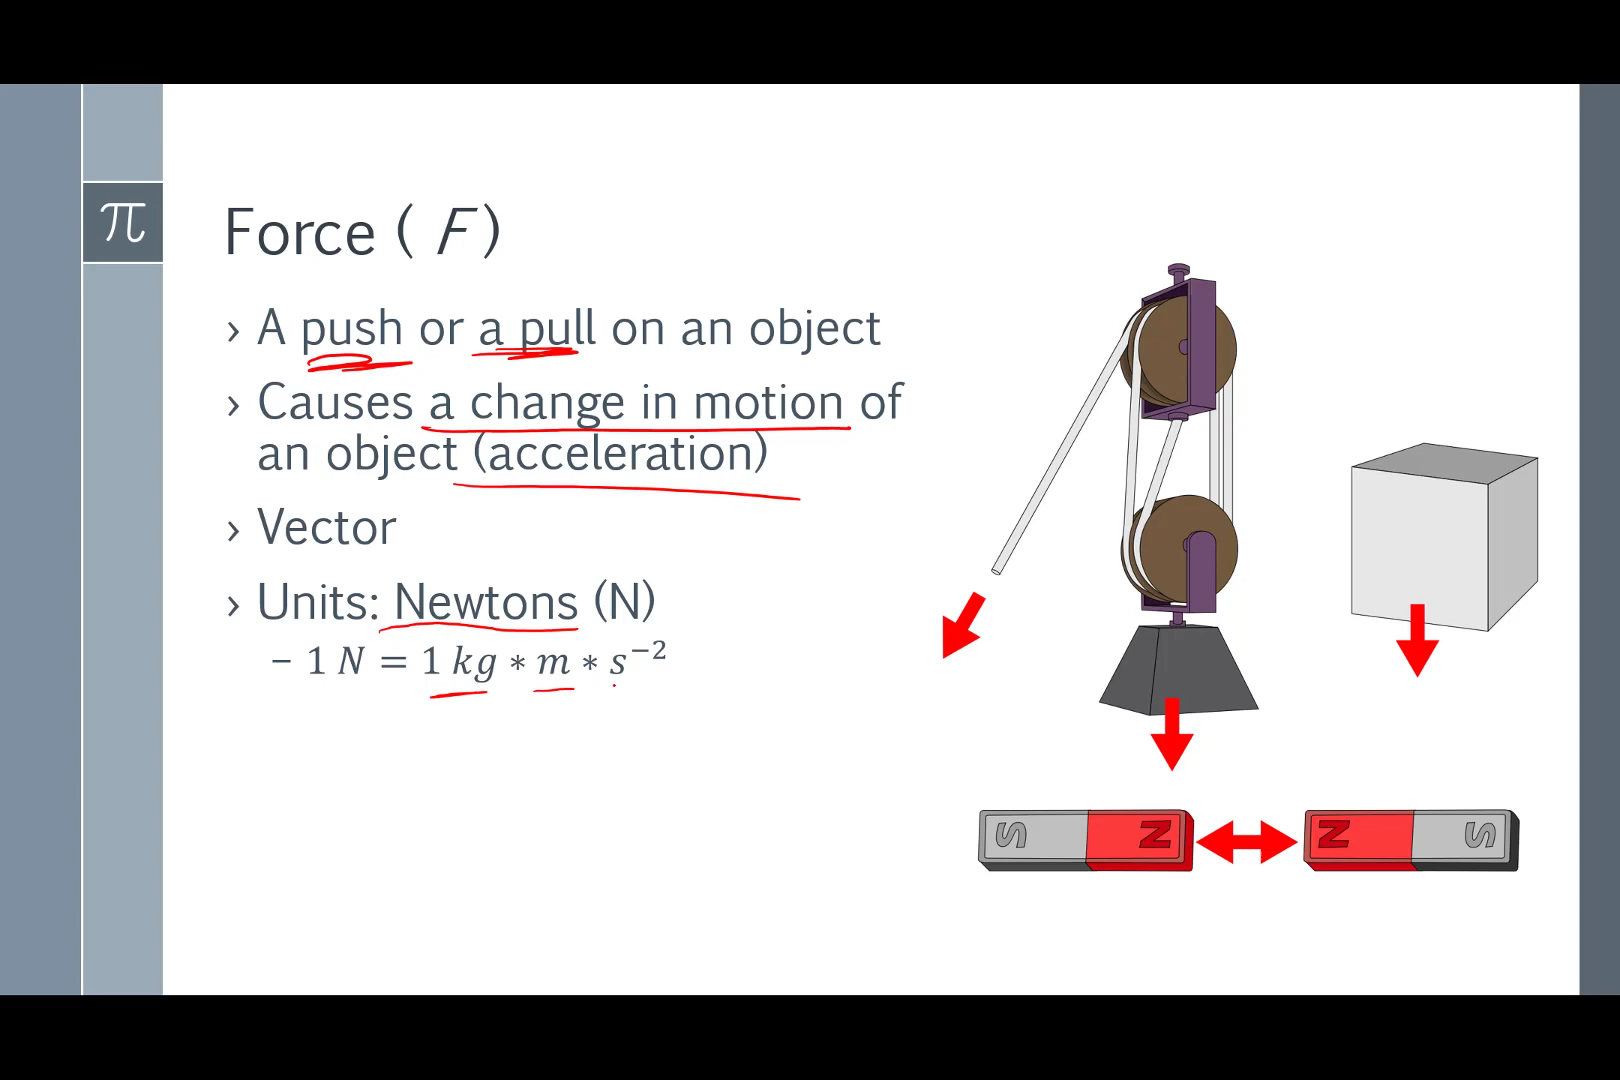 π
Force ( F )
› A push or a pull on an object
› Causes a change in motion of
an object (acceleration)
› Vector
› Units: Newtons (N)
– 1 N = 1 kg * m * s⁻²
S N N S